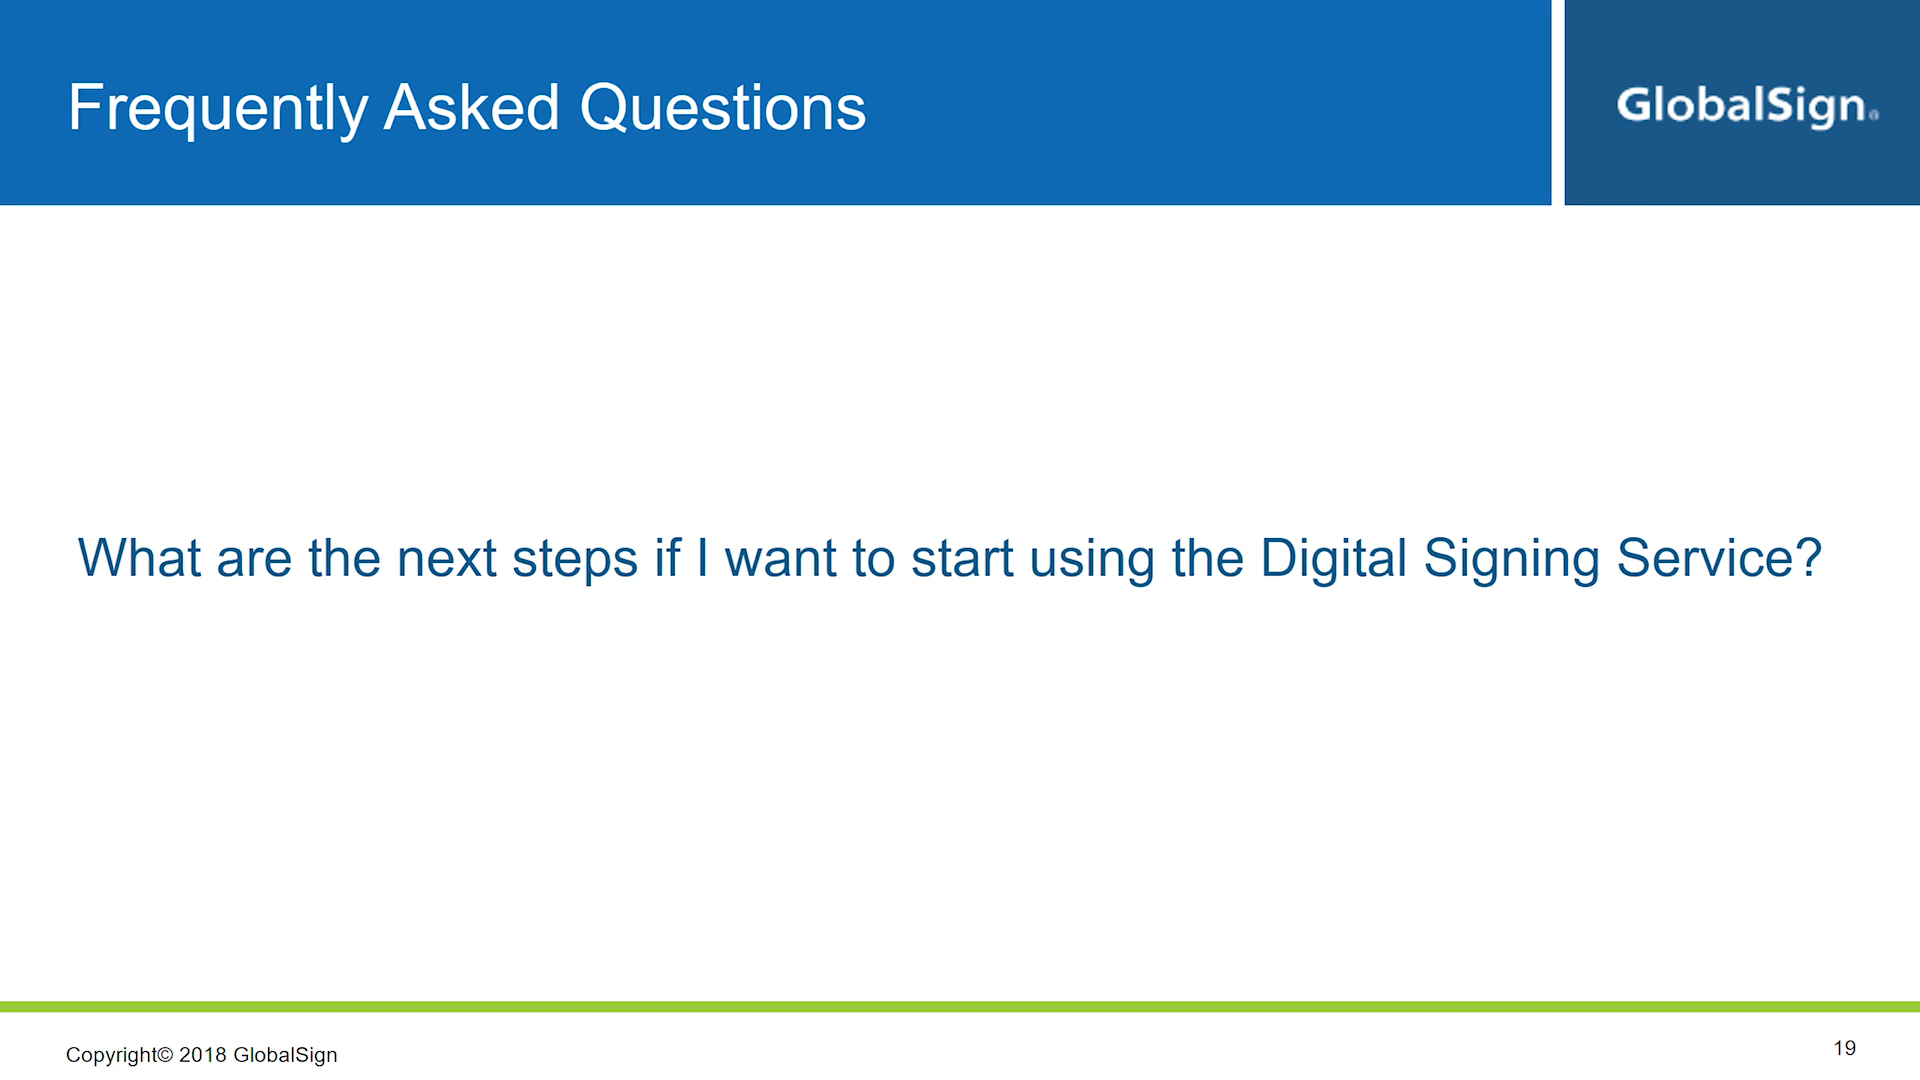 Frequently Asked Questions
GlobalSign
What are the next steps if I want to start using the Digital Signing Service?
Copyright© 2018 GlobalSign
19